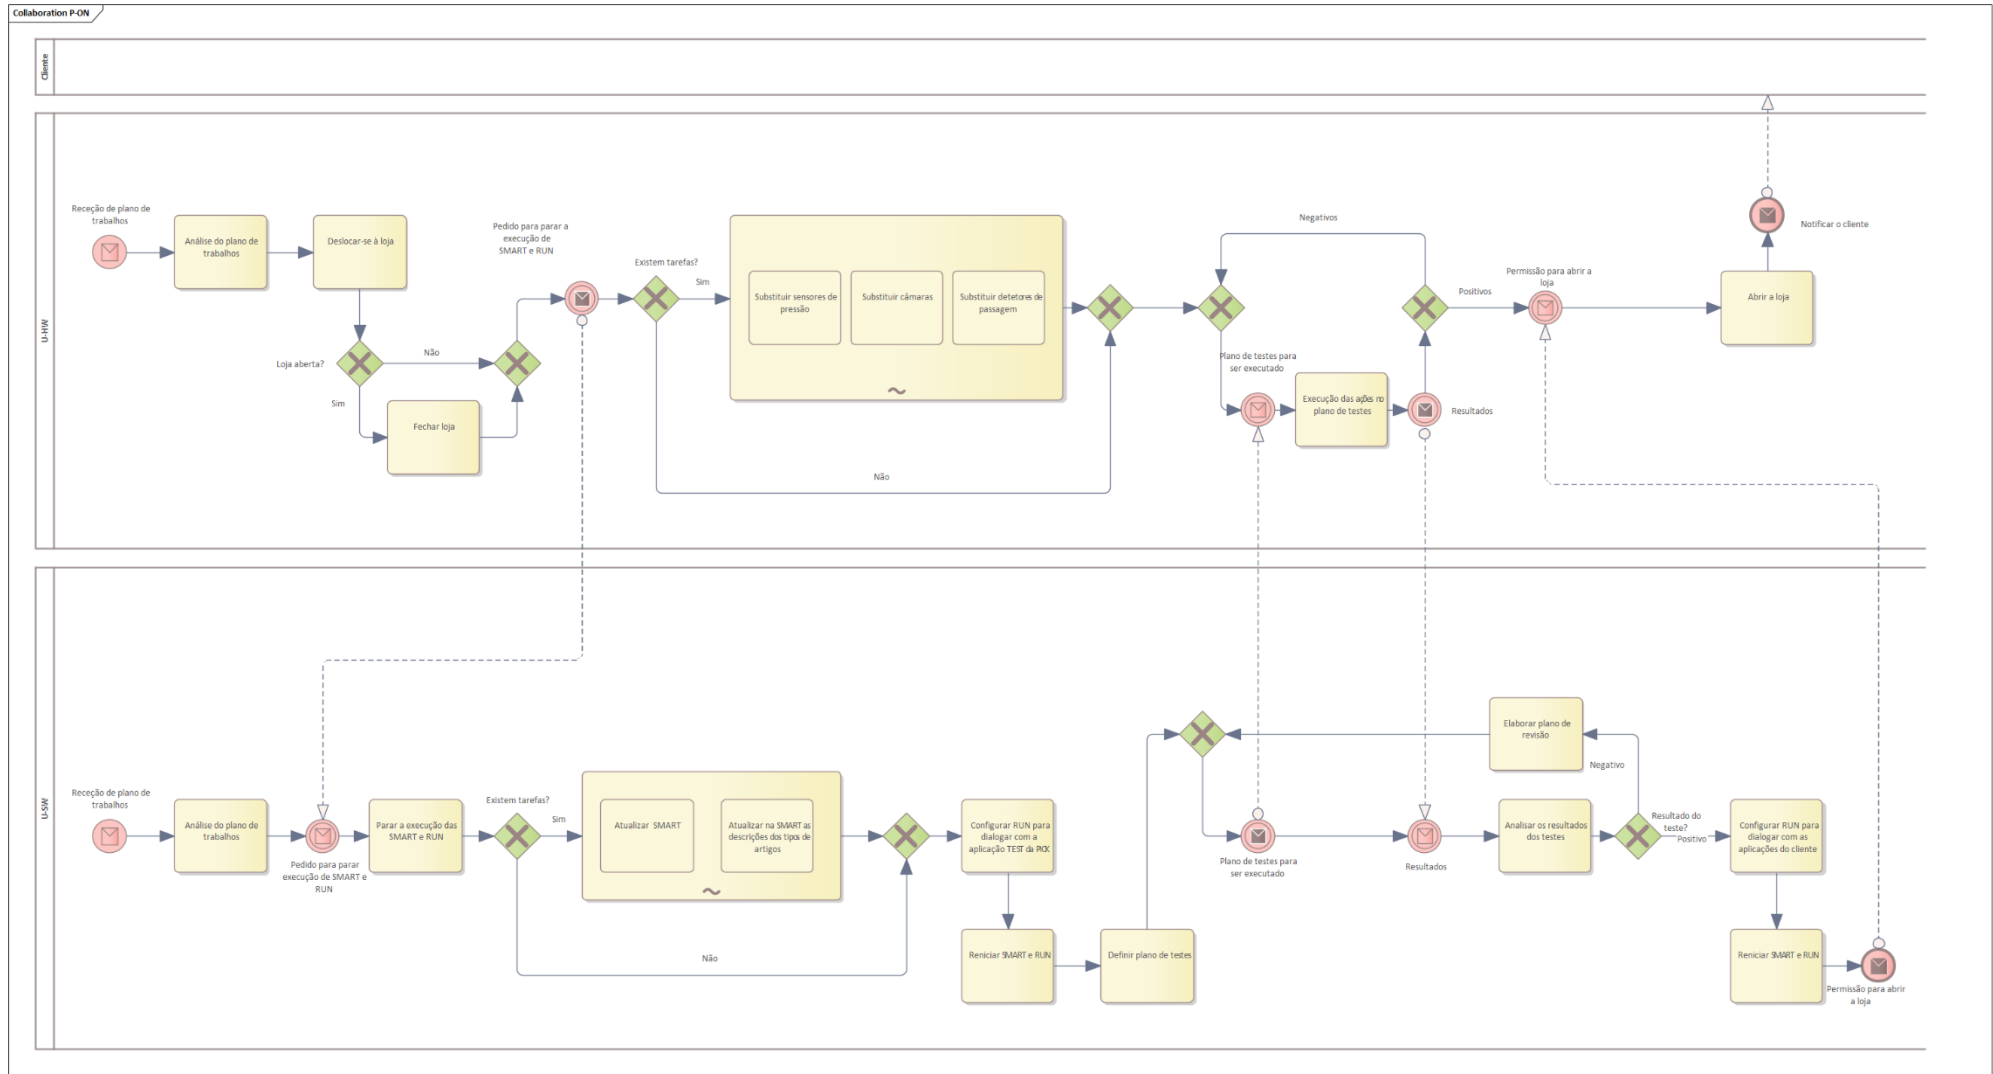 Collaboration P-ON
Cliente
U-HW
Receção de plano de
trabalhos
Análise do plano de
trabalhos
Deslocar-se à loja
Loja aberta?
Não
Sim
Fechar loja
Pedido para parar a
execução de
SMART e RUN
Existem tarefas?
Sim
Substituir sensores de
pressão
Substituir câmaras
Substituir detetores de
passagem
Não
Negativos
Plano de testes para
ser executado
Execução das ações no
plano de testes
Resultados
Positivos
Permissão para abrir a
loja
Abrir a loja
Notificar o cliente
U-SW
Receção de plano de
trabalhos
Análise do plano de
trabalhos
Pedido para parar
execução de SMART e
RUN
Parar a execução das
SMART e RUN
Existem tarefas?
Sim
Atualizar SMART
Atualizar na SMART as
descrições dos tipos de
artigos
Não
Configurar RUN para
dialogar com a
aplicação TEST da PICK
Reniciar SMART e RUN
Definir plano de testes
Plano de testes para
ser executado
Resultados
Elaborar plano de
revisão
Negativo
Analisar os resultados
dos testes
Resultado do
teste?
Positivo
Configurar RUN para
dialogar com as
aplicações do cliente
Reniciar SMART e RUN
Permissão para abrir
a loja